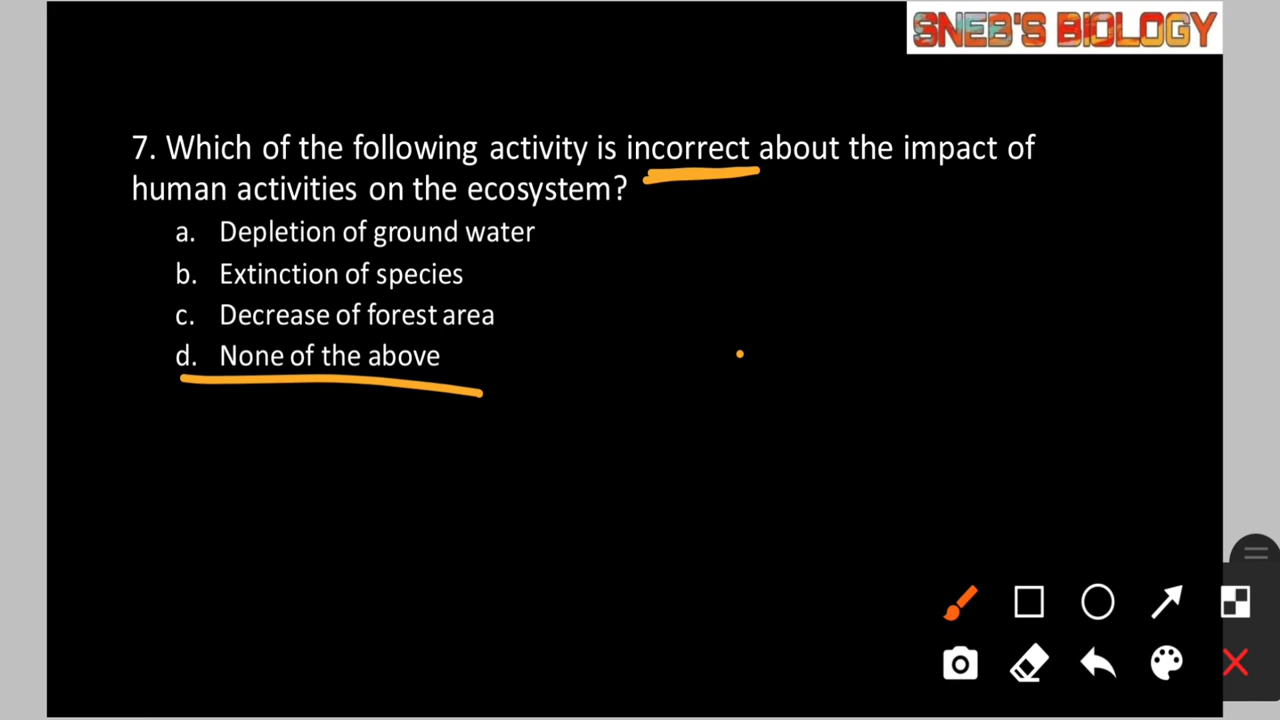 SNEB'S BIOLOGY
7. Which of the following activity is incorrect about the impact of
human activities on the ecosystem?
a. Depletion of ground water
b. Extinction of species
c. Decrease of forest area
d. None of the above